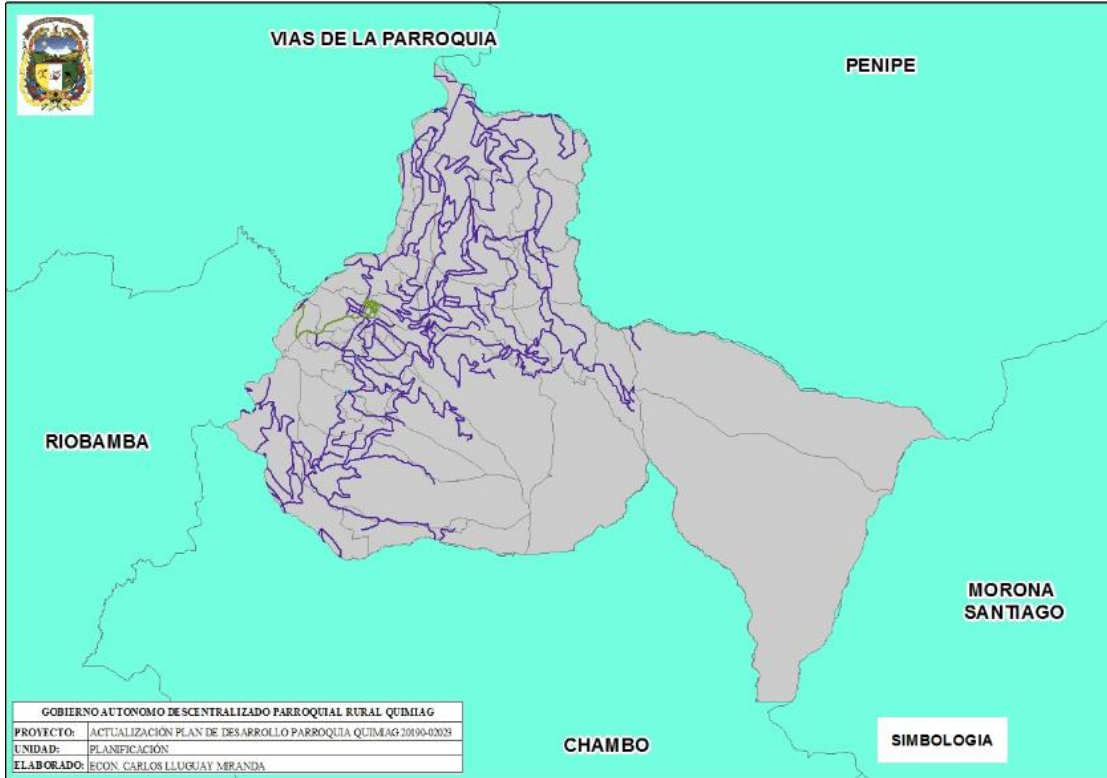 VIAS DE LA PARROQUIA
PENIPE
RIOBAMBA
MORONA
SANTIAGO
CHAMBO
SIMBOLOGIA
GOBIERNO AUTONOMO DESCENTRALIZADO PARROQUIAL RURAL QUIMIAG
PROYECTO: ACTUALIZACIÓN PLAN DE DESARROLLO PARROQUIA QUIMIAG 20190-02023
UNIDAD: PLANIFICACIÓN
ELABORADO: ECON. CARLOS LLUGUAY MIRANDA